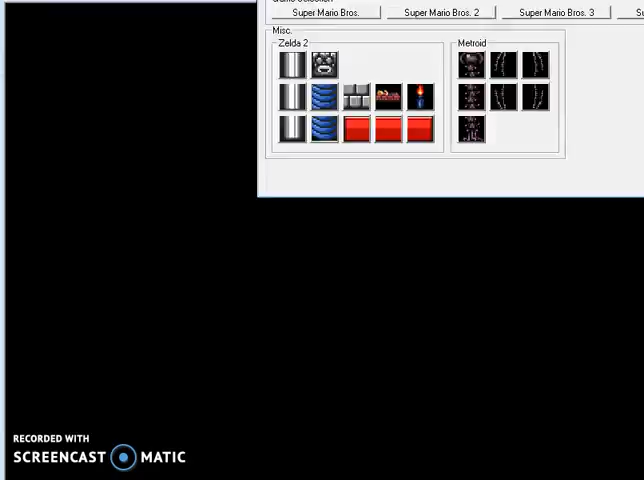 Super Mario Bros. Super Mario Bros. 2 Super Mario Bros. 3
Misc.
Zelda 2 Metroid
RECORDED WITH
SCREENCAST MATIC